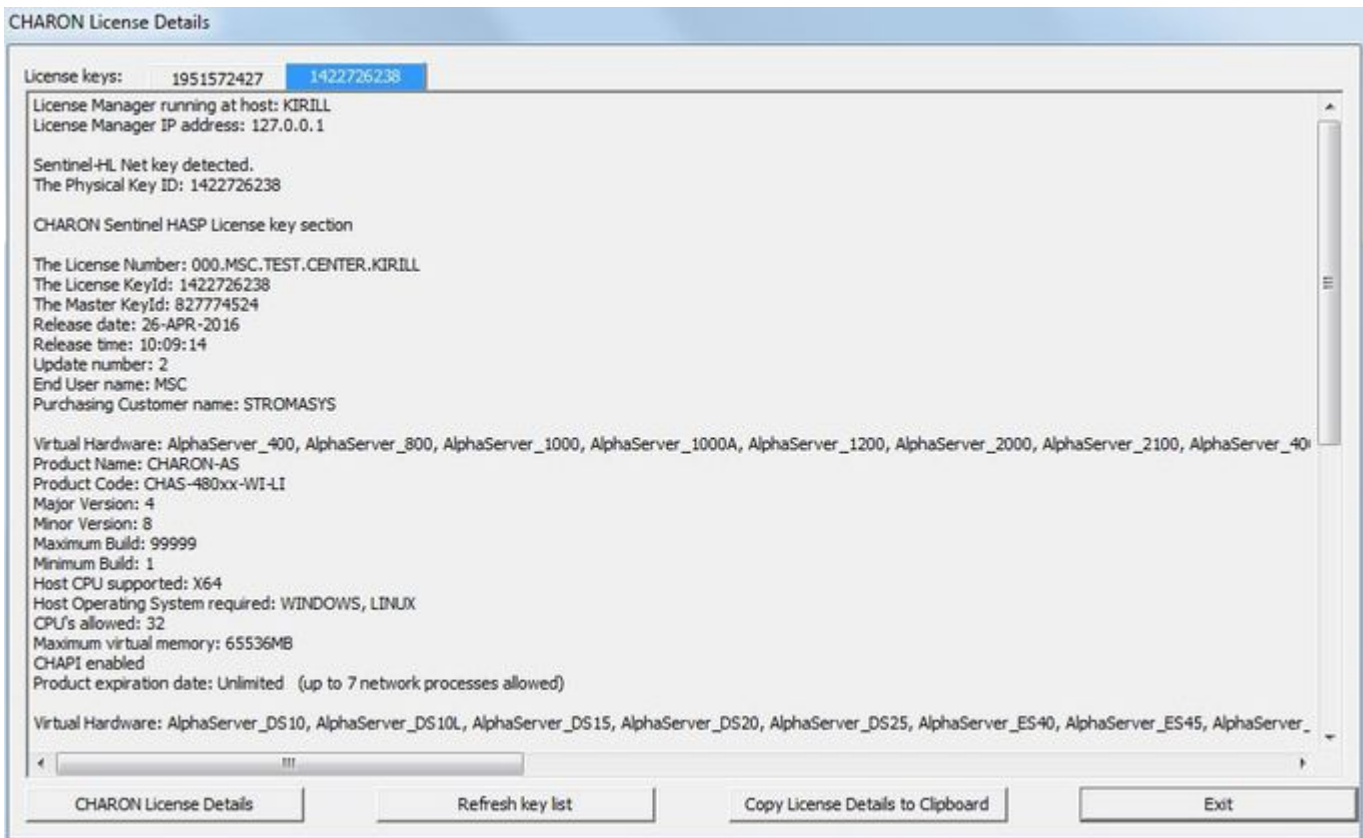 CHARON License Details
License keys: 1951572427 1422726238
License Manager running at host: KIRILL
License Manager IP address: 127.0.0.1
Sentinel-HL Net key detected.
The Physical Key ID: 1422726238
CHARON Sentinel HASP License key section
The License Number: 000.MSC.TEST.CENTER.KIRILL
The License KeyId: 1422726238
The Master KeyId: 827774524
Release date: 26-APR-2016
Release time: 10:09:14
Update number: 2
End User name: MSC
Purchasing Customer name: STROMASYS
Virtual Hardware: AlphaServer_400, AlphaServer_800, AlphaServer_1000, AlphaServer_1000A, AlphaServer_1200, AlphaServer_2000, AlphaServer_2100, AlphaServer_40
Product Name: CHARON-AS
Product Code: CHAS-480xx-WI-LI
Major Version: 4
Minor Version: 8
Maximum Build: 99999
Minimum Build: 1
Host CPU supported: X64
Host Operating System required: WINDOWS, LINUX
CPU's allowed: 32
Maximum virtual memory: 65536MB
CHAPI enabled
Product expiration date: Unlimited (up to 7 network processes allowed)
Virtual Hardware: AlphaServer_DS10, AlphaServer_DS10L, AlphaServer_DS15, AlphaServer_DS20, AlphaServer_DS25, AlphaServer_ES40, AlphaServer_ES45, AlphaServer_
CHARON License Details Refresh key list Copy License Details to Clipboard Exit